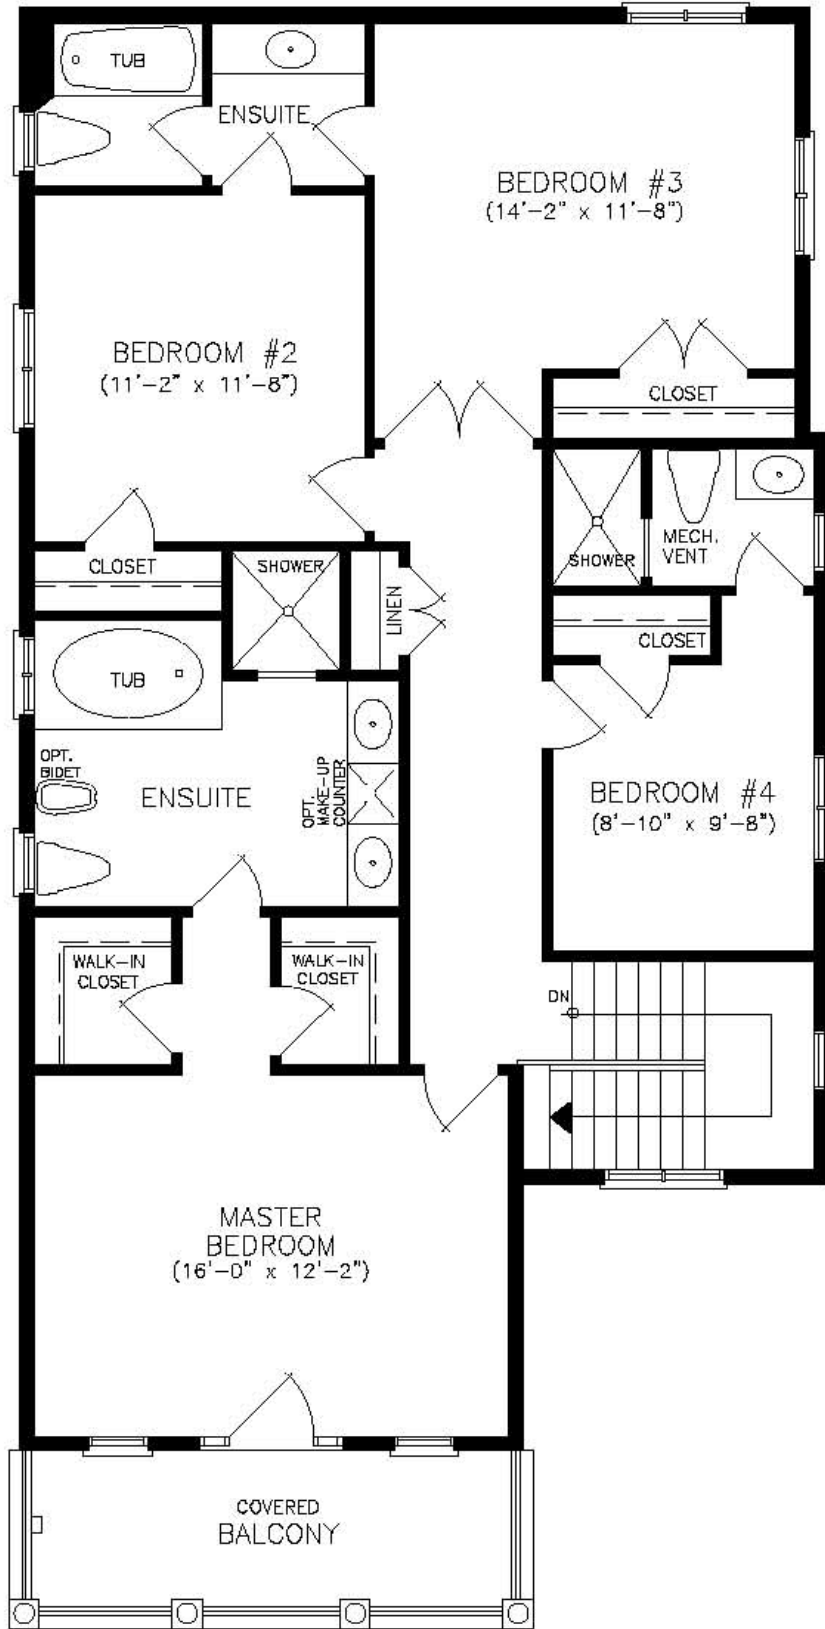 TUB
ENSUITE
BEDROOM #3
(14'-2" x 11'-8")
BEDROOM #2
(11'-2" x 11'-8")
CLOSET
CLOSET
SHOWER
LINEN
SHOWER
MECH.
VENT
CLOSET
TUB
OPT.
BIDET
ENSUITE
OPT.
MAKE-UP
COUNTER
BEDROOM #4
(8'-10" x 9'-8")
WALK-IN
CLOSET
WALK-IN
CLOSET
DN
MASTER
BEDROOM
(16'-0" x 12'-2")
COVERED
BALCONY